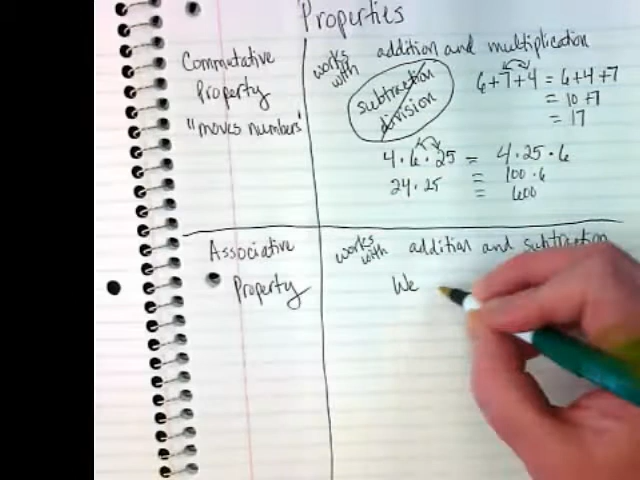 Properties
Commutative
Property
"moves numbers"
works with addition and multiplication
subtraction
division
6+7+4 = 6+4+7
= 10+7
= 17
4·6·25 = 4·25·6
24·25 = 100·6
= 600
Associative
Property
works with addition and subtraction
We